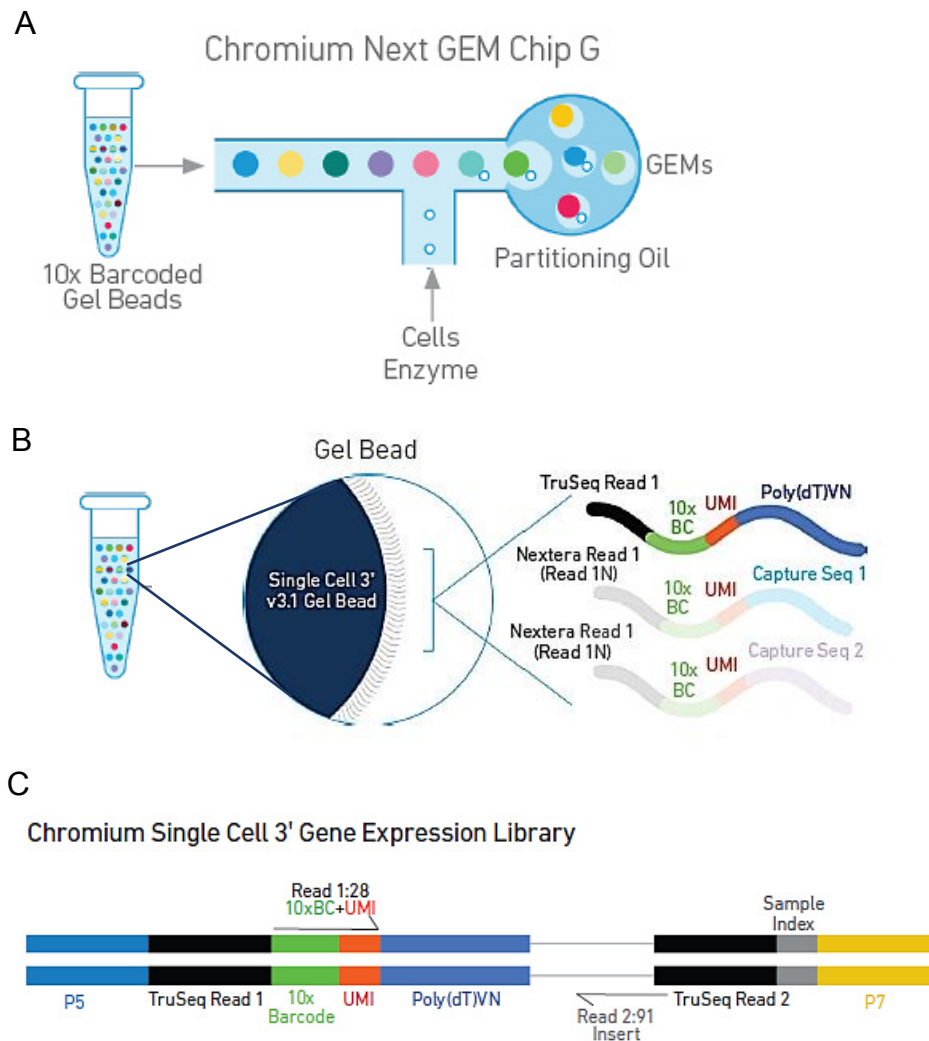 A
Chromium Next GEM Chip G
GEMs
Partitioning Oil
10x Barcoded
Gel Beads
Cells
Enzyme
B
Gel Bead
Single Cell 3'
v3.1 Gel Bead
TruSeq Read 1
10x
BC
UMI
Poly(dT)VN
Nextera Read 1
(Read 1N)
10x
BC
UMI
Capture Seq 1
Nextera Read 1
(Read 1N)
10x
BC
UMI
Capture Seq 2
C
Chromium Single Cell 3' Gene Expression Library
Read 1:28
10xBC+UMI
Sample
Index
P5
TruSeq Read 1
10x
Barcode
UMI
Poly(dT)VN
Read 2:91
Insert
TruSeq Read 2
P7